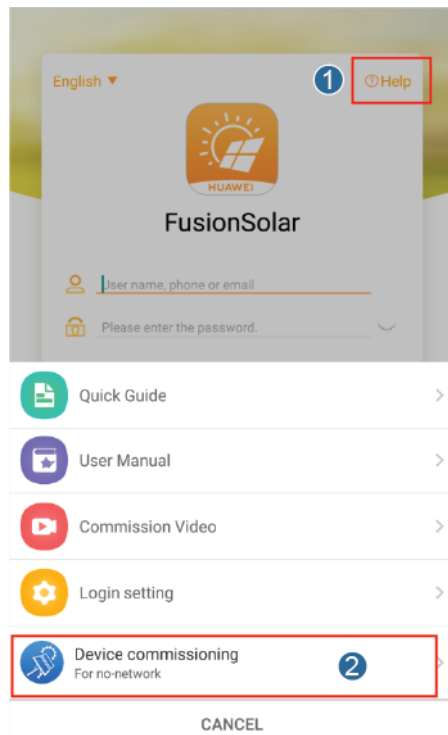 English ▼
1
Help
HUAWEI
FusionSolar
User name, phone or email
Please enter the password.
Quick Guide
User Manual
Commission Video
Login setting
Device commissioning
For no-network
2
CANCEL